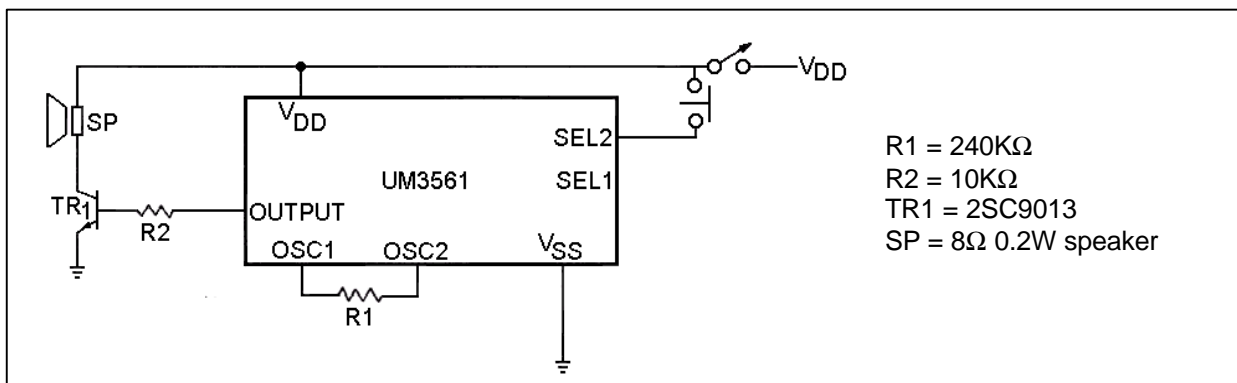 VDD
SP
VDD
SEL2
UM3561
SEL1
TR1
OUTPUT
R2
OSC1
OSC2
VSS
R1
R1 = 240KΩ
R2 = 10KΩ
TR1 = 2SC9013
SP = 8Ω 0.2W speaker